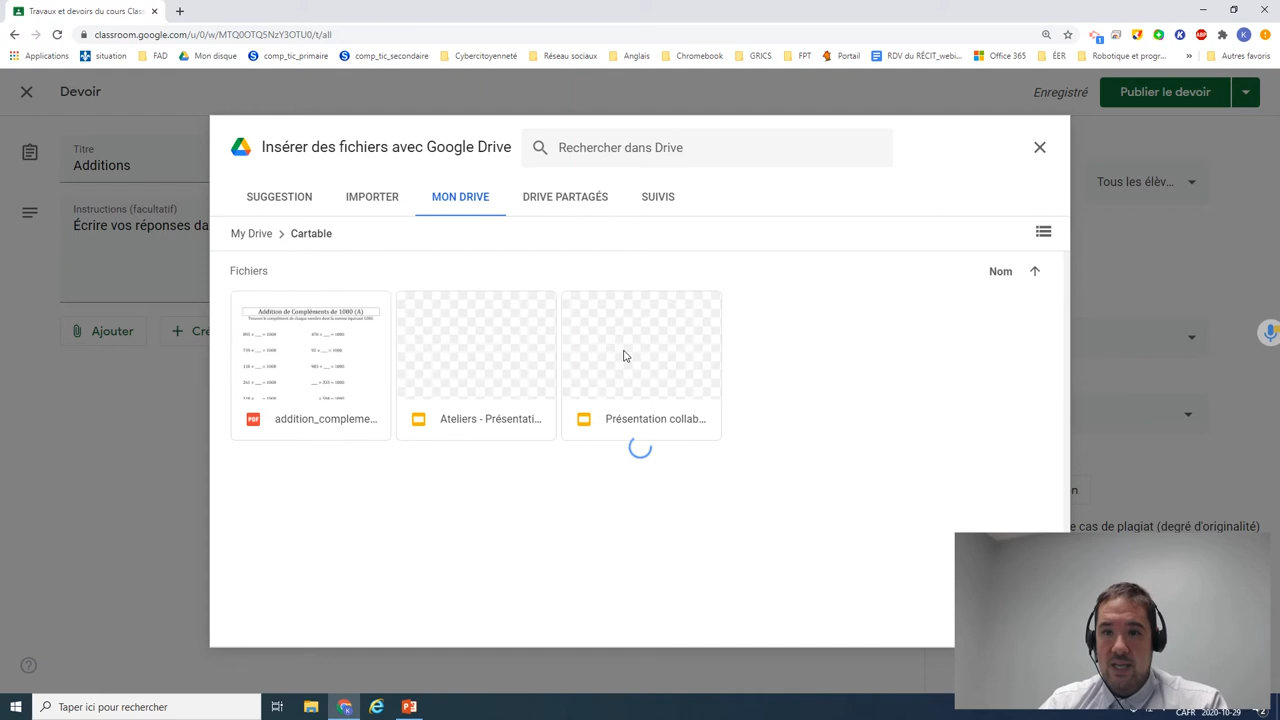 Travaux et devoirs du cours Clas
classroom.google.com/u/0/w/MTQ0OTQ5NzY3OTU0/t/all
Applications
situation
FAD
Mon disque
comp_tic_primaire
comp_tic_secondaire
Cybercitoyenneté
Réseau sociaux
Anglais
Chromebook
GRICS
FPT
Portail
RDV du RÉCIT_webi...
Office 365
ÉER
Robotique et progr...
»
Autres favoris
Devoir
Enregistré
Publier le devoir
Titre
Additions
Instructions (facultatif)
Écrire vos réponses da
Ajouter
Cré
Tous les élèv...
Insérer des fichiers avec Google Drive
Rechercher dans Drive
SUGGESTION
IMPORTER
MON DRIVE
DRIVE PARTAGÉS
SUIVIS
My Drive > Cartable
Fichiers
Nom
Addition de Compléments de 1080 (A)
PDF
addition_compleme...
Ateliers - Présentati...
Présentation collab...
n
e cas de plagiat (degré d'originalité)
Taper ici pour rechercher
CAFR 2020-10-29